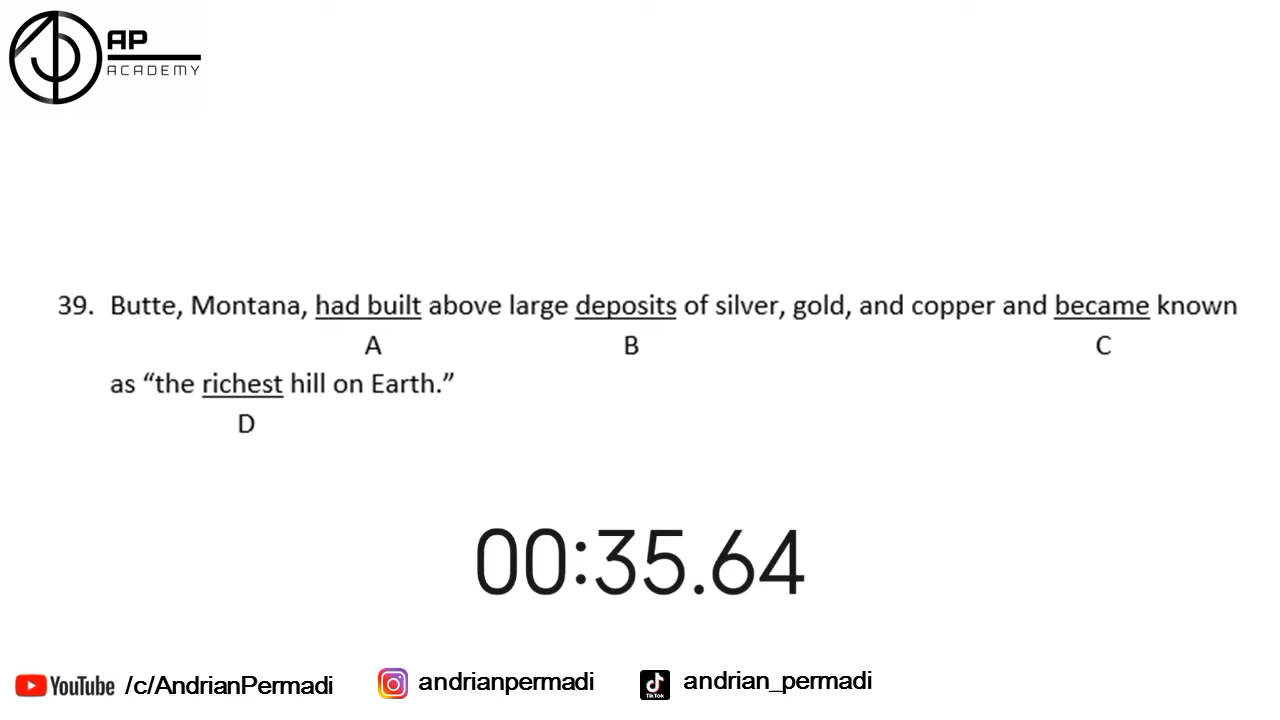 AP
ACADEMY
39. Butte, Montana, had built above large deposits of silver, gold, and copper and became known
A B C
as “the richest hill on Earth.”
D
00:35.64
YouTube /c/AndrianPermadi andrianpermadi TikTok andrian_permadi